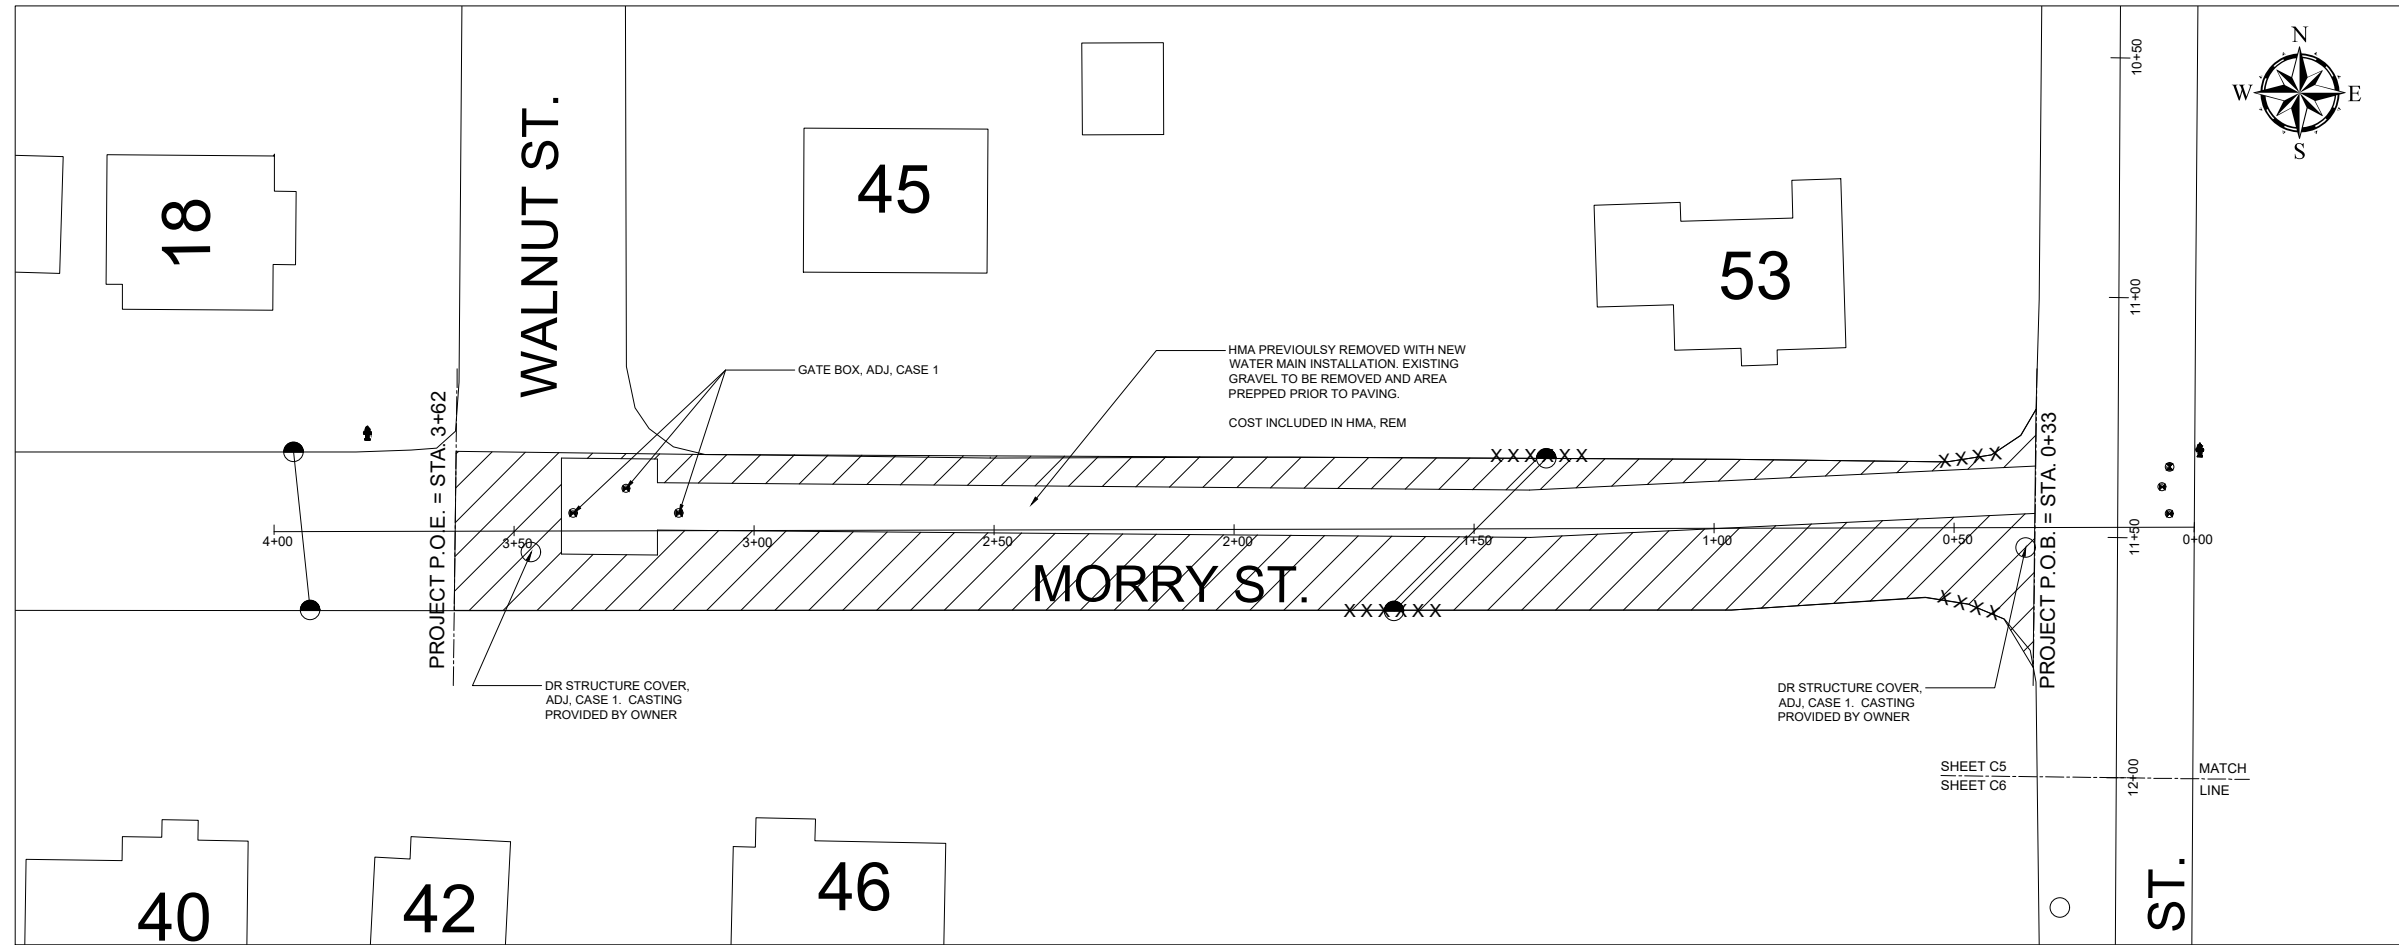 N
W E
S
10+50
11+00
11+50
12+00
18
WALNUT ST.
45
53
GATE BOX, ADJ, CASE 1
HMA PREVIOULSY REMOVED WITH NEW
WATER MAIN INSTALLATION. EXISTING
GRAVEL TO BE REMOVED AND AREA
PREPPED PRIOR TO PAVING.
COST INCLUDED IN HMA, REM
PROJECT P.O.E. = STA. 3+62
PROJECT P.O.B. = STA. 0+33
X X X X X X
X X X X
4+00
3+50
3+00
2+50
2+00
1+50
1+00
0+50
0+00
MORRY ST.
X X X X X X
X X X X
DR STRUCTURE COVER,
ADJ, CASE 1. CASTING
PROVIDED BY OWNER
DR STRUCTURE COVER,
ADJ, CASE 1. CASTING
PROVIDED BY OWNER
SHEET C5
SHEET C6
MATCH
LINE
40
42
46
ST.